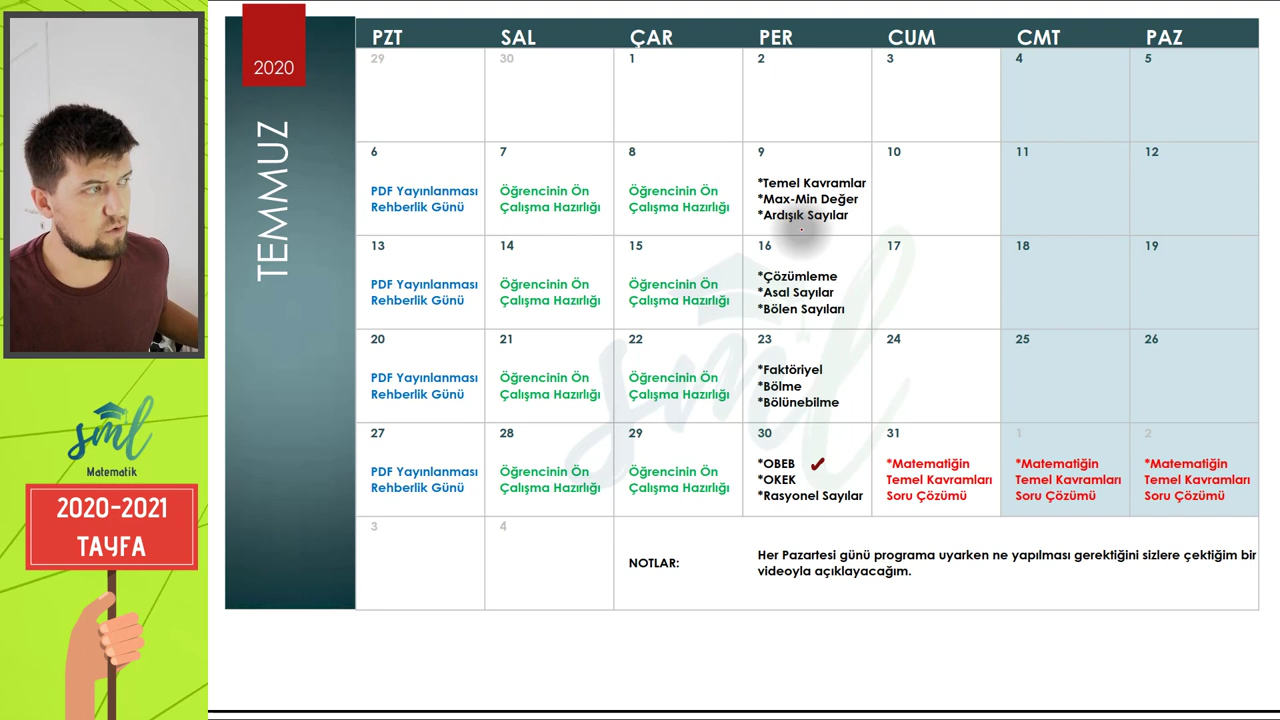 2020
TEMMUZ
PZT SAL ÇAR PER CUM CMT PAZ
29 30 1 2 3 4 5
6 7 8 9 10 11 12
PDF Yayınlanması
Rehberlik Günü
Öğrencinin Ön
Çalışma Hazırlığı
Öğrencinin Ön
Çalışma Hazırlığı
*Temel Kavramlar
*Max-Min Değer
*Ardışık Sayılar
13 14 15 16 17 18 19
PDF Yayınlanması
Rehberlik Günü
Öğrencinin Ön
Çalışma Hazırlığı
Öğrencinin Ön
Çalışma Hazırlığı
*Çözümleme
*Asal Sayılar
*Bölen Sayıları
20 21 22 23 24 25 26
PDF Yayınlanması
Rehberlik Günü
Öğrencinin Ön
Çalışma Hazırlığı
Öğrencinin Ön
Çalışma Hazırlığı
*Faktöriyel
*Bölme
*Bölünebilme
27 28 29 30 31 1 2
PDF Yayınlanması
Rehberlik Günü
Öğrencinin Ön
Çalışma Hazırlığı
Öğrencinin Ön
Çalışma Hazırlığı
*OBEB
*OKEK
*Rasyonel Sayılar
*Matematiğin
Temel Kavramları
Soru Çözümü
*Matematiğin
Temel Kavramları
Soru Çözümü
*Matematiğin
Temel Kavramları
Soru Çözümü
3 4
NOTLAR:
Her Pazartesi günü programa uyarken ne yapılması gerektiğini sizlere çektiğim bir
videoyla açıklayacağım.
sml
sml
Matematik
2020-2021
TAYFA